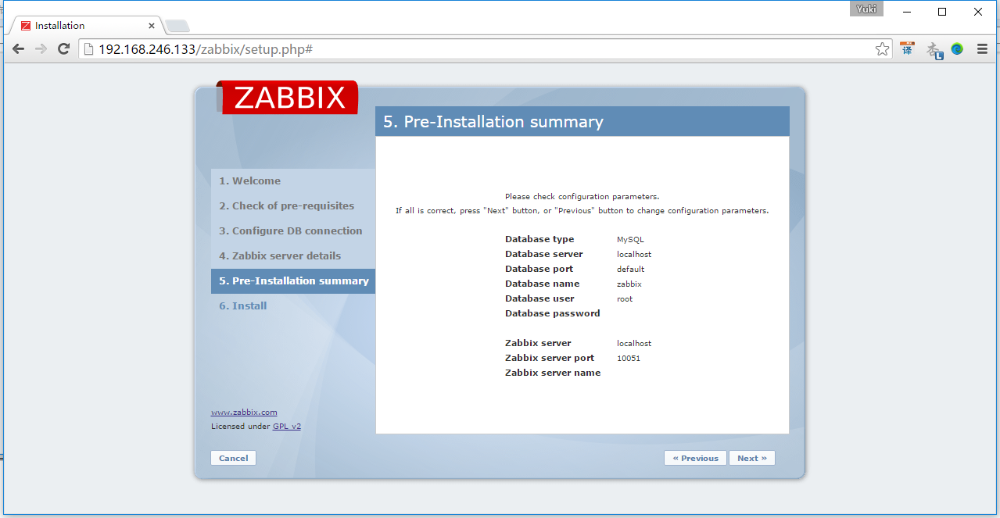 Yuki
Installation
192.168.246.133/zabbix/setup.php#
译
ZABBIX
5. Pre-Installation summary
1. Welcome
2. Check of pre-requisites
3. Configure DB connection
4. Zabbix server details
5. Pre-Installation summary
6. Install
Please check configuration parameters.
If all is correct, press "Next" button, or "Previous" button to change configuration parameters.
Database type MySQL
Database server localhost
Database port default
Database name zabbix
Database user root
Database password
Zabbix server localhost
Zabbix server port 10051
Zabbix server name
www.zabbix.com
Licensed under GPL v2
Cancel
« Previous
Next »